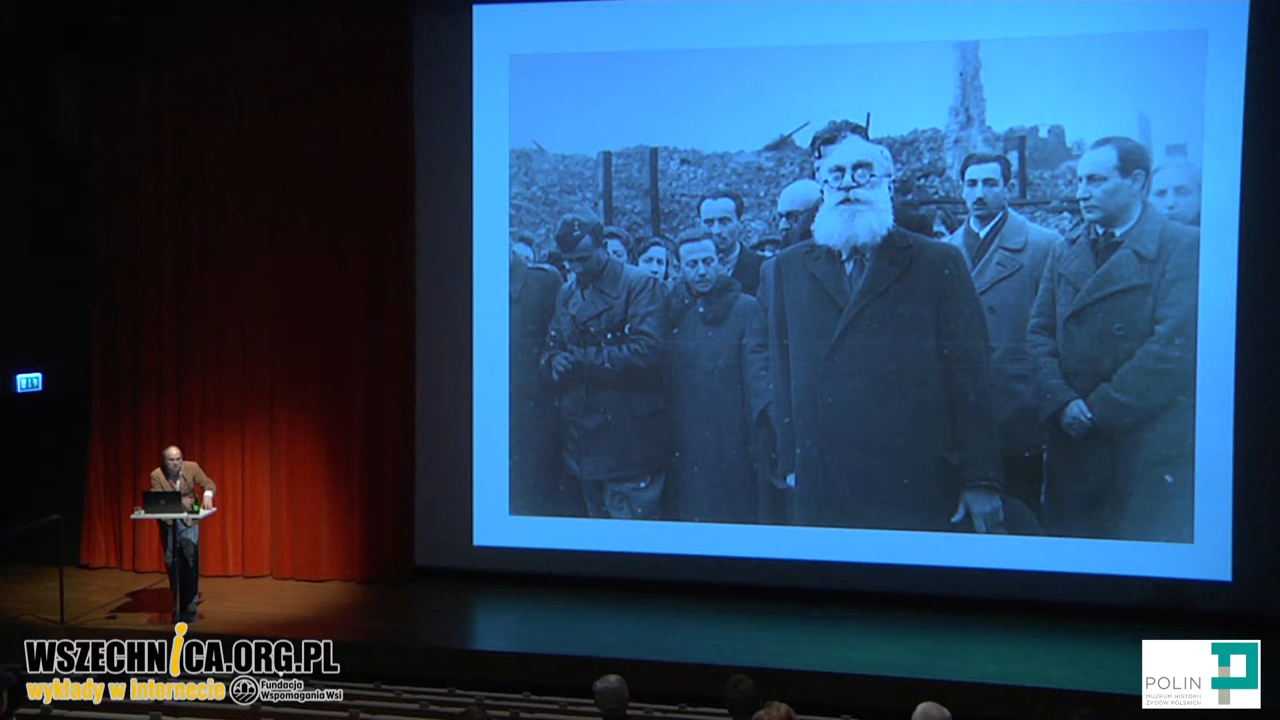 WSZECHNiCA.ORG.PL
wykłady w Internecie
Fundacja
Wspomagania Wsi
POLIN
MUZEUM HISTORII
ŻYDÓW POLSKICH